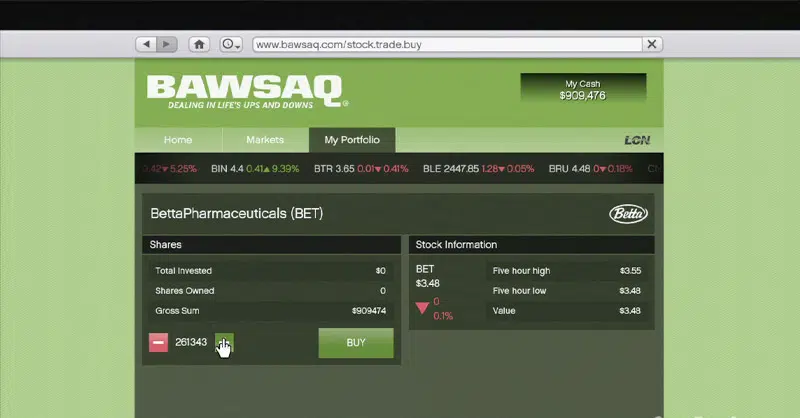 www.bawsaq.com/stock.trade.buy
BAWSAQ
DEALING IN LIFE'S UPS AND DOWNS
My Cash
$909,476
Home Markets My Portfolio LCN
0.42▼5.25% BIN 4.4 0.41▲9.39% BTR 3.65 0.01▼0.41% BLE 2447.85 1.28▼0.05% BRU 4.48 0▼0.18%
BettaPharmaceuticals (BET) Betta
Shares
Total Invested $0
Shares Owned 0
Gross Sum $909474
261343 BUY
Stock Information
BET
$3.48
0
0.1%
Five hour high $3.55
Five hour low $3.48
Value $3.48